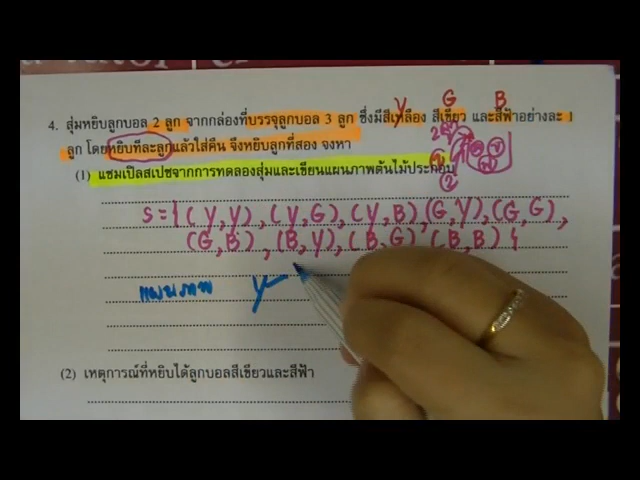 Y G B
4. สุ่มหยิบลูกบอล 2 ลูก จากกล่องที่บรรจุลูกบอล 3 ลูก ซึ่งมีสีเหลือง สีเขียว และสีฟ้าอย่างละ 1
ลูก โดยหยิบทีละลูกแล้วใส่คืน จึงหยิบลูกที่สอง จงหา
(1) แซมเปิลสเปซจากการทดลองสุ่มและเขียนแผนภาพต้นไม้ประกอบ
S = { (Y,Y) , (Y,G) , (Y,B) , (G,Y) , (G,G) ,
(G,B) , (B,Y) , (B,G) , (B,B) }
แผนภาพ Y
(2) เหตุการณ์ที่หยิบได้ลูกบอลสีเขียวและสีฟ้า